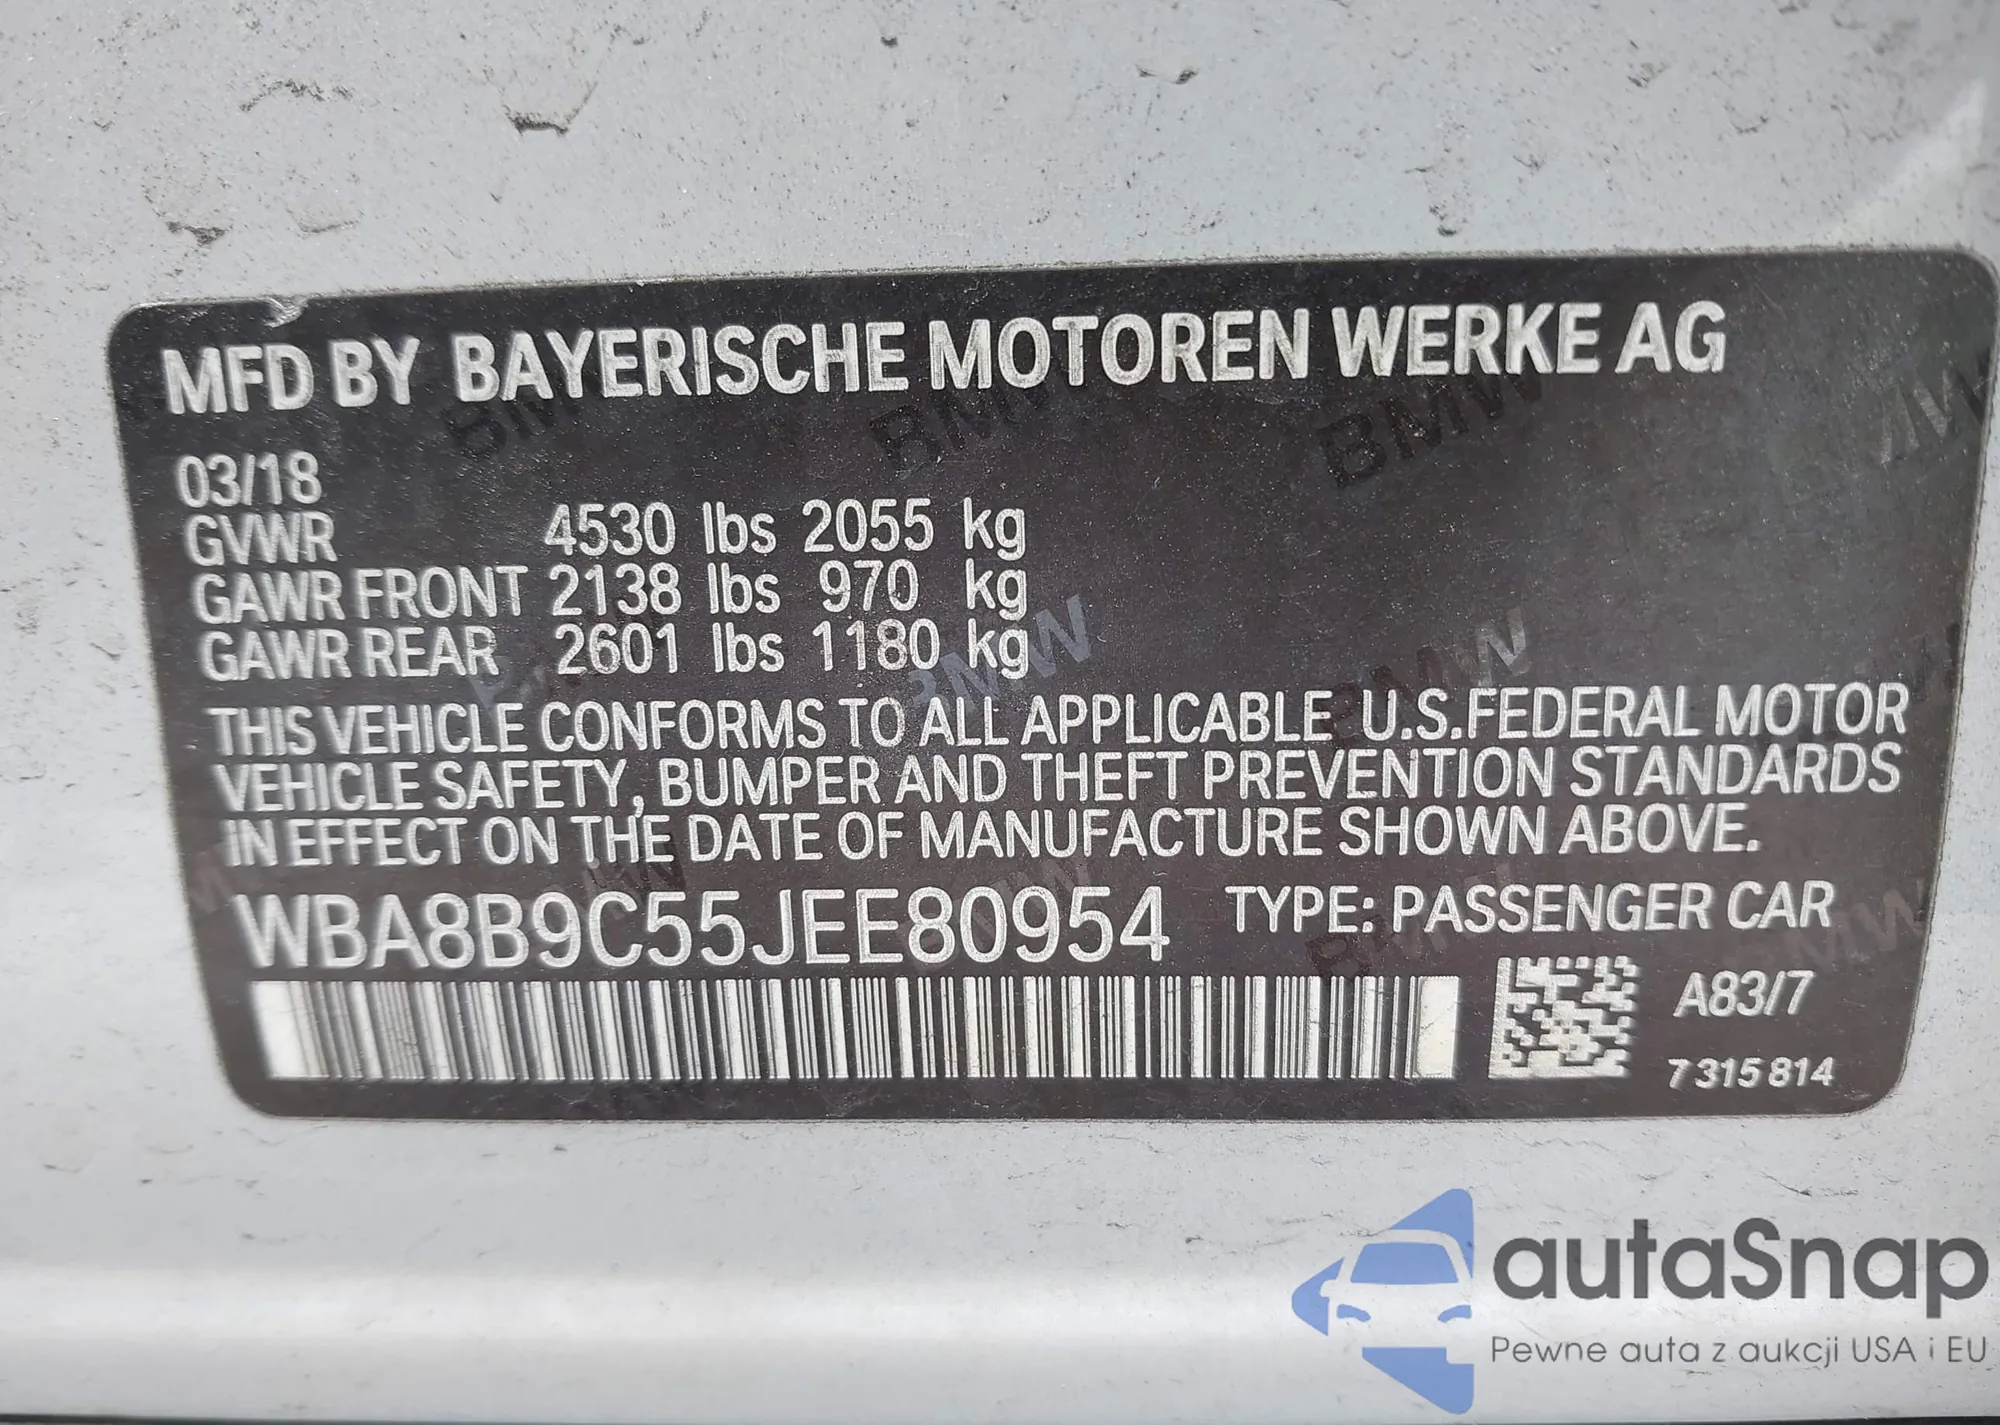 MFD BY BAYERISCHE MOTOREN WERKE AG
03/18
GVWR 4530 lbs 2055 kg
GAWR FRONT 2138 lbs 970 kg
GAWR REAR 2601 lbs 1180 kg
THIS VEHICLE CONFORMS TO ALL APPLICABLE U.S.FEDERAL MOTOR
VEHICLE SAFETY, BUMPER AND THEFT PREVENTION STANDARDS
IN EFFECT ON THE DATE OF MANUFACTURE SHOWN ABOVE.
WBA8B9C55JEE80954 TYPE: PASSENGER CAR
A83/7
7315814
autaSnap
Pewne auta z aukcji USA i EU